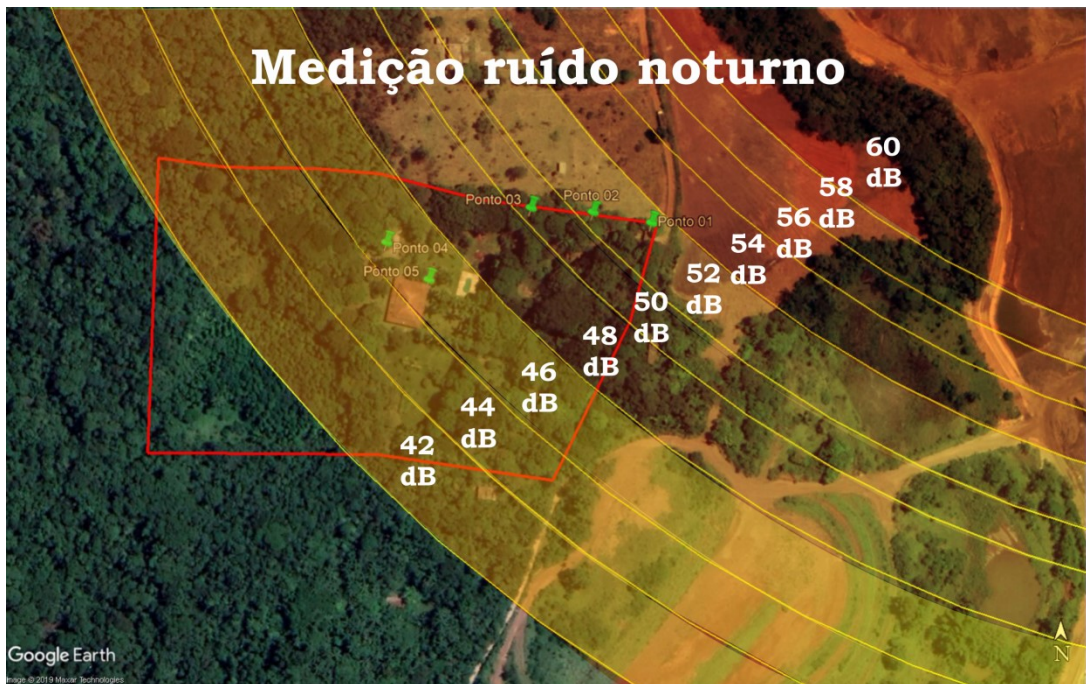 Medição ruído noturno
60
dB
58
dB
56
dB
54
dB
52
dB
50
dB
48
dB
46
dB
44
dB
42
dB
Ponto 03
Ponto 02
Ponto 01
Ponto 04
Ponto 05
Google Earth
Image © 2019 Maxar Technologies
N